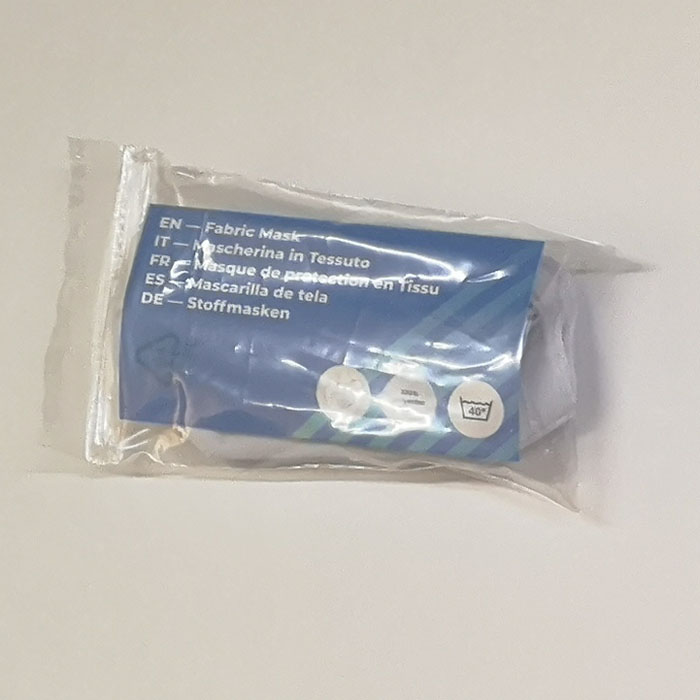 EN — Fabric Mask
IT — Mascherina in Tessuto
FR — Masque de protection en Tissu
ES — Mascarilla de tela
DE — Stoffmasken
100%
40°